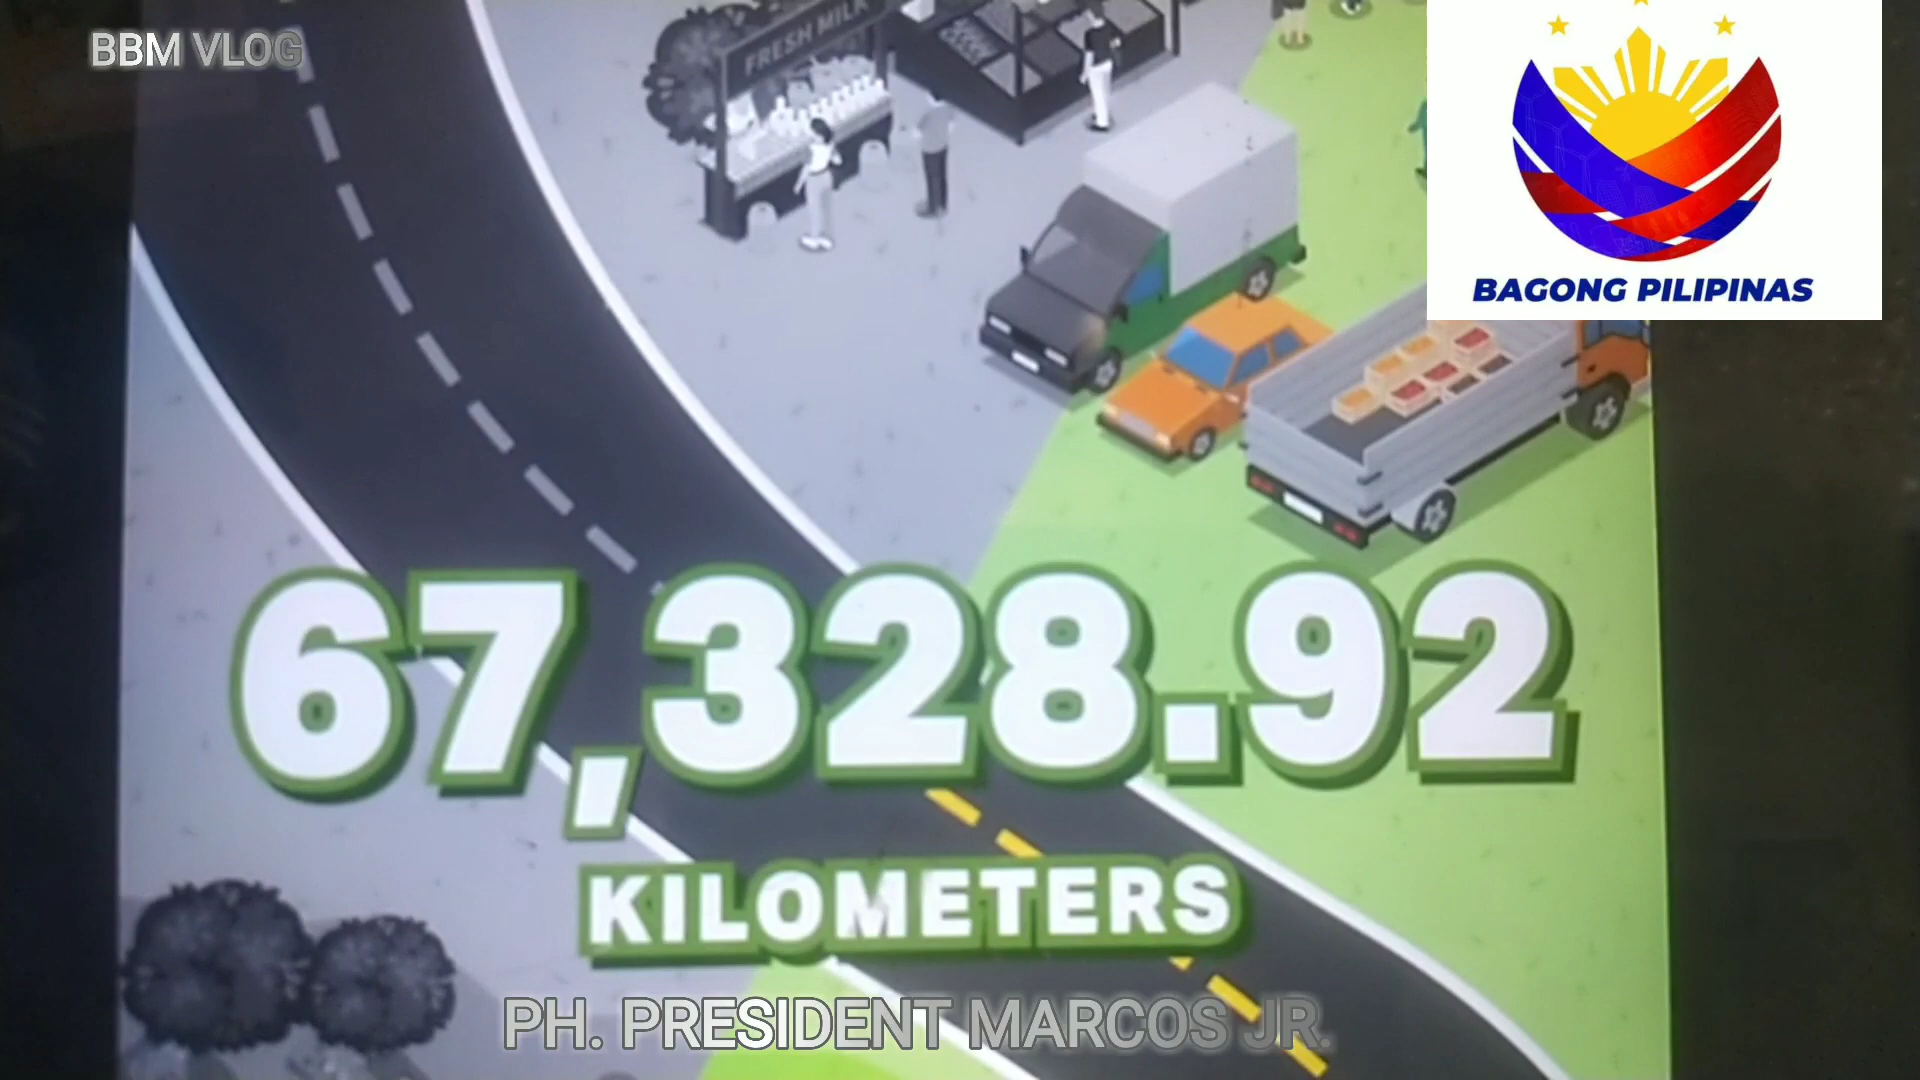 BBM VLOG
FRESH MILK
BAGONG PILIPINAS
67,328.92
KILOMETERS
PH. PRESIDENT MARCOS JR.